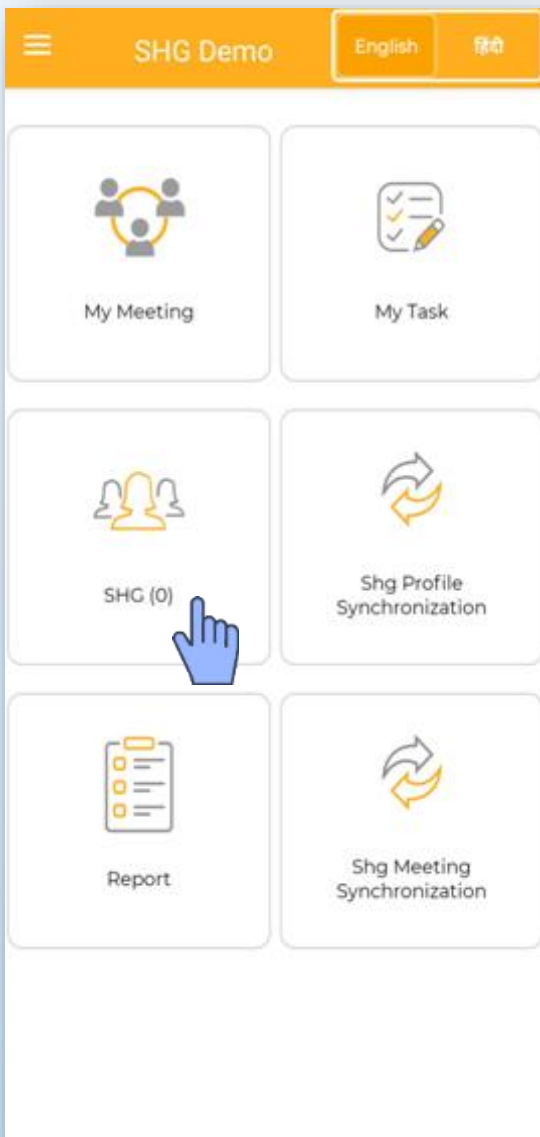 SHG Demo English हिंदी
My Meeting
My Task
SHG (0)
Shg Profile
Synchronization
Report
Shg Meeting
Synchronization